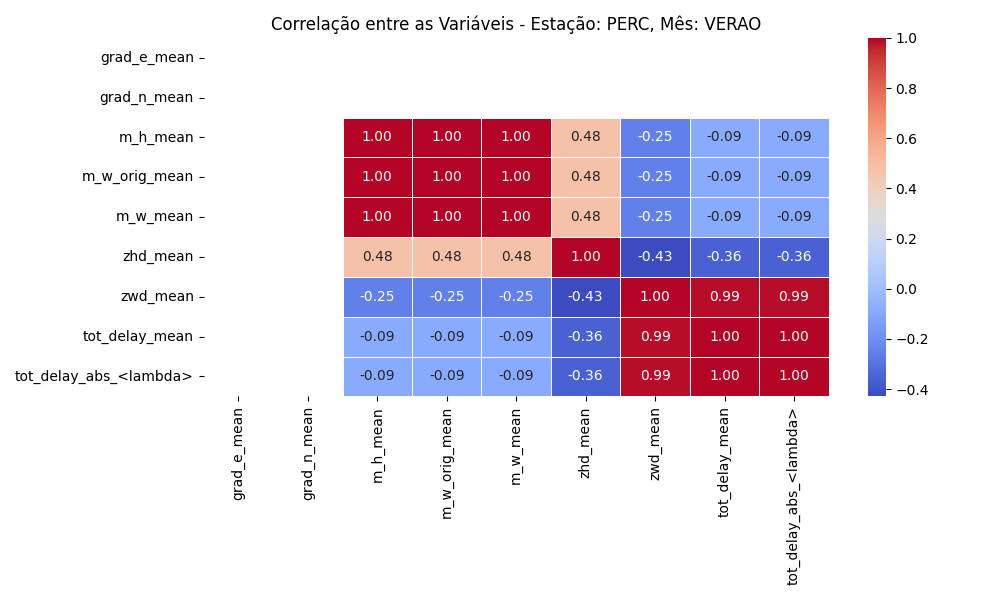 Correlação entre as Variáveis - Estação: PERC, Mês: VERAO
grad_e_mean
grad_n_mean
m_h_mean 1.00 1.00 1.00 0.48 -0.25 -0.09 -0.09
m_w_orig_mean 1.00 1.00 1.00 0.48 -0.25 -0.09 -0.09
m_w_mean 1.00 1.00 1.00 0.48 -0.25 -0.09 -0.09
zhd_mean 0.48 0.48 0.48 1.00 -0.43 -0.36 -0.36
zwd_mean -0.25 -0.25 -0.25 -0.43 1.00 0.99 0.99
tot_delay_mean -0.09 -0.09 -0.09 -0.36 0.99 1.00 1.00
tot_delay_abs_<lambda> -0.09 -0.09 -0.09 -0.36 0.99 1.00 1.00
grad_e_mean
grad_n_mean
m_h_mean
m_w_orig_mean
m_w_mean
zhd_mean
zwd_mean
tot_delay_mean
tot_delay_abs_<lambda>
1.0
0.8
0.6
0.4
0.2
0.0
−0.2
−0.4